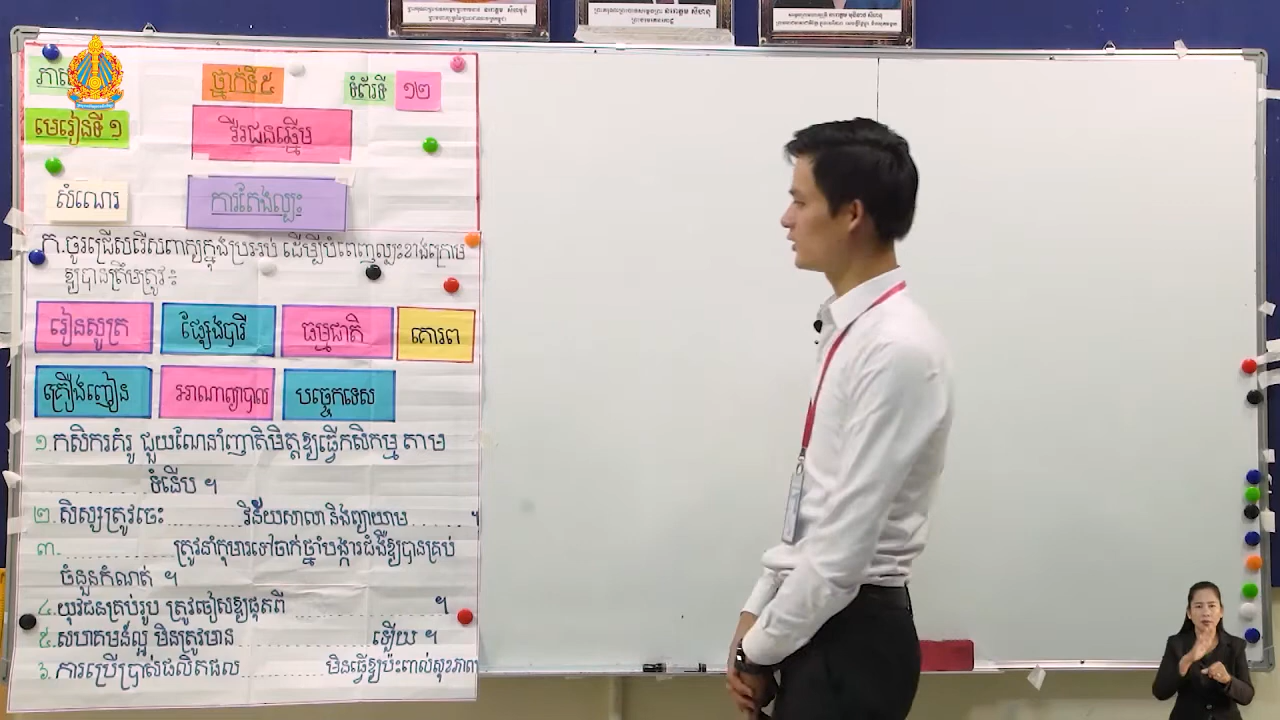 ថ្នាក់ទី៥
ទំព័រទី ១២
មេរៀនទី ១
វីរជនឆ្នើម
សំណេរ
ការតែងល្បះ
ក.ចូរជ្រើសរើសពាក្យក្នុងប្រអប់ ដើម្បីបំពេញល្បះខាងក្រោម
ឱ្យបានត្រឹមត្រូវ៖
រៀនសូត្រ ផ្សែងបារី ធម្មជាតិ គោរព
គ្រឿងញៀន អាណាព្យាបាល បច្ចេកទេស
១.កសិករគំរូ ជួយណែនាំញាតិមិត្តឱ្យធ្វើកសិកម្ម តាម
............ ទំនើប ។
២.សិស្សត្រូវចេះ ......... វិន័យសាលា និងព្យាយាម ...... ។
៣. ............ ត្រូវនាំកុមារទៅចាក់ថ្នាំបង្ការជំងឺឱ្យបានគ្រប់
ចំនួនកំណត់ ។
៤.យុវជនគ្រប់រូប ត្រូវចៀសឱ្យផុតពី ............ ។
៥.សហគមន៍ល្អ មិនត្រូវមាន ............ ឡើយ ។
៦.ការប្រើប្រាស់ផលិតផល ......... មិនធ្វើឱ្យប៉ះពាល់សុខភាព